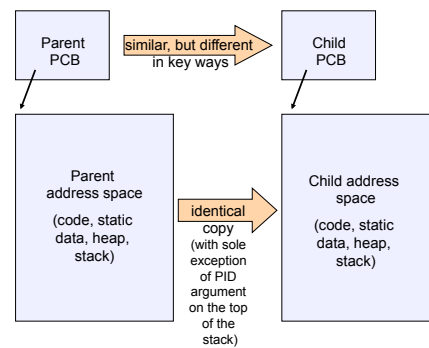 Parent
PCB
similar, but different
in key ways
Child
PCB
Parent
address space
(code, static
data, heap,
stack)
identical
copy
(with sole
exception
of PID
argument
on the top
of the
stack)
Child address
space
(code, static
data, heap,
stack)